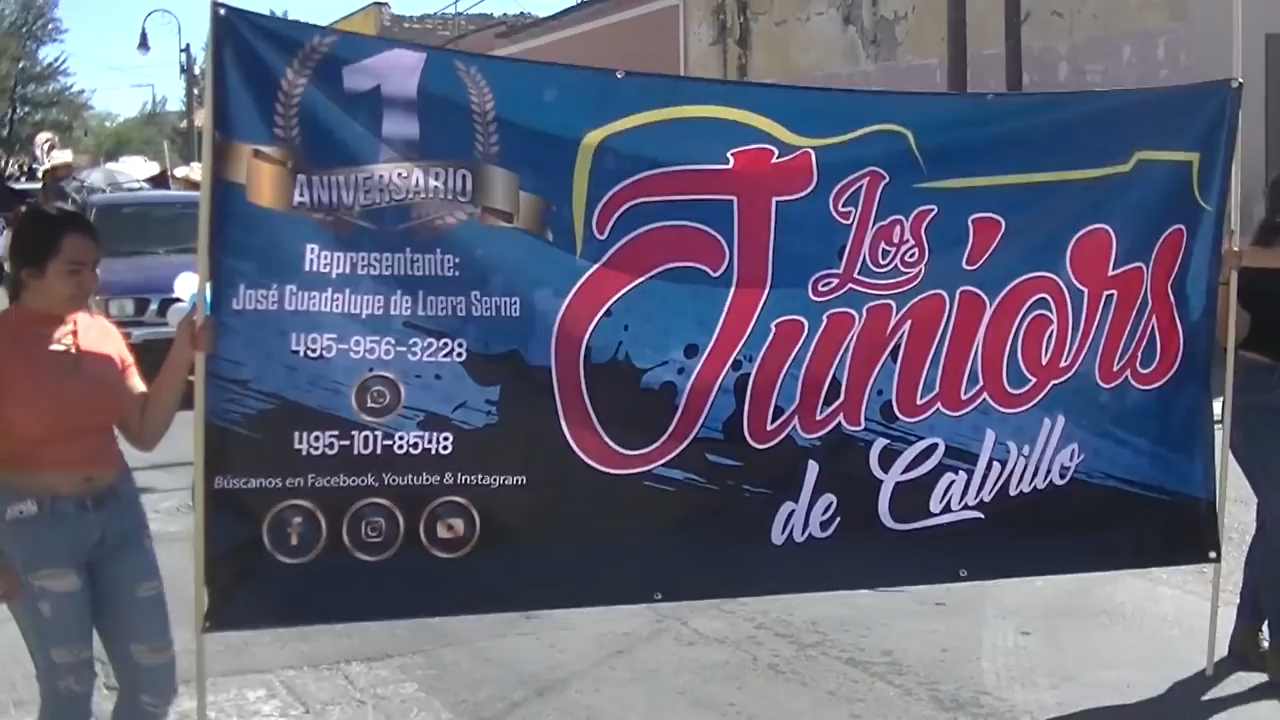 1
ANIVERSARIO
Representante:
José Guadalupe de Loera Serna
495-956-3228
495-101-8548
Búscanos en Facebook, Youtube & Instagram
Los
Juniors
de Calvillo